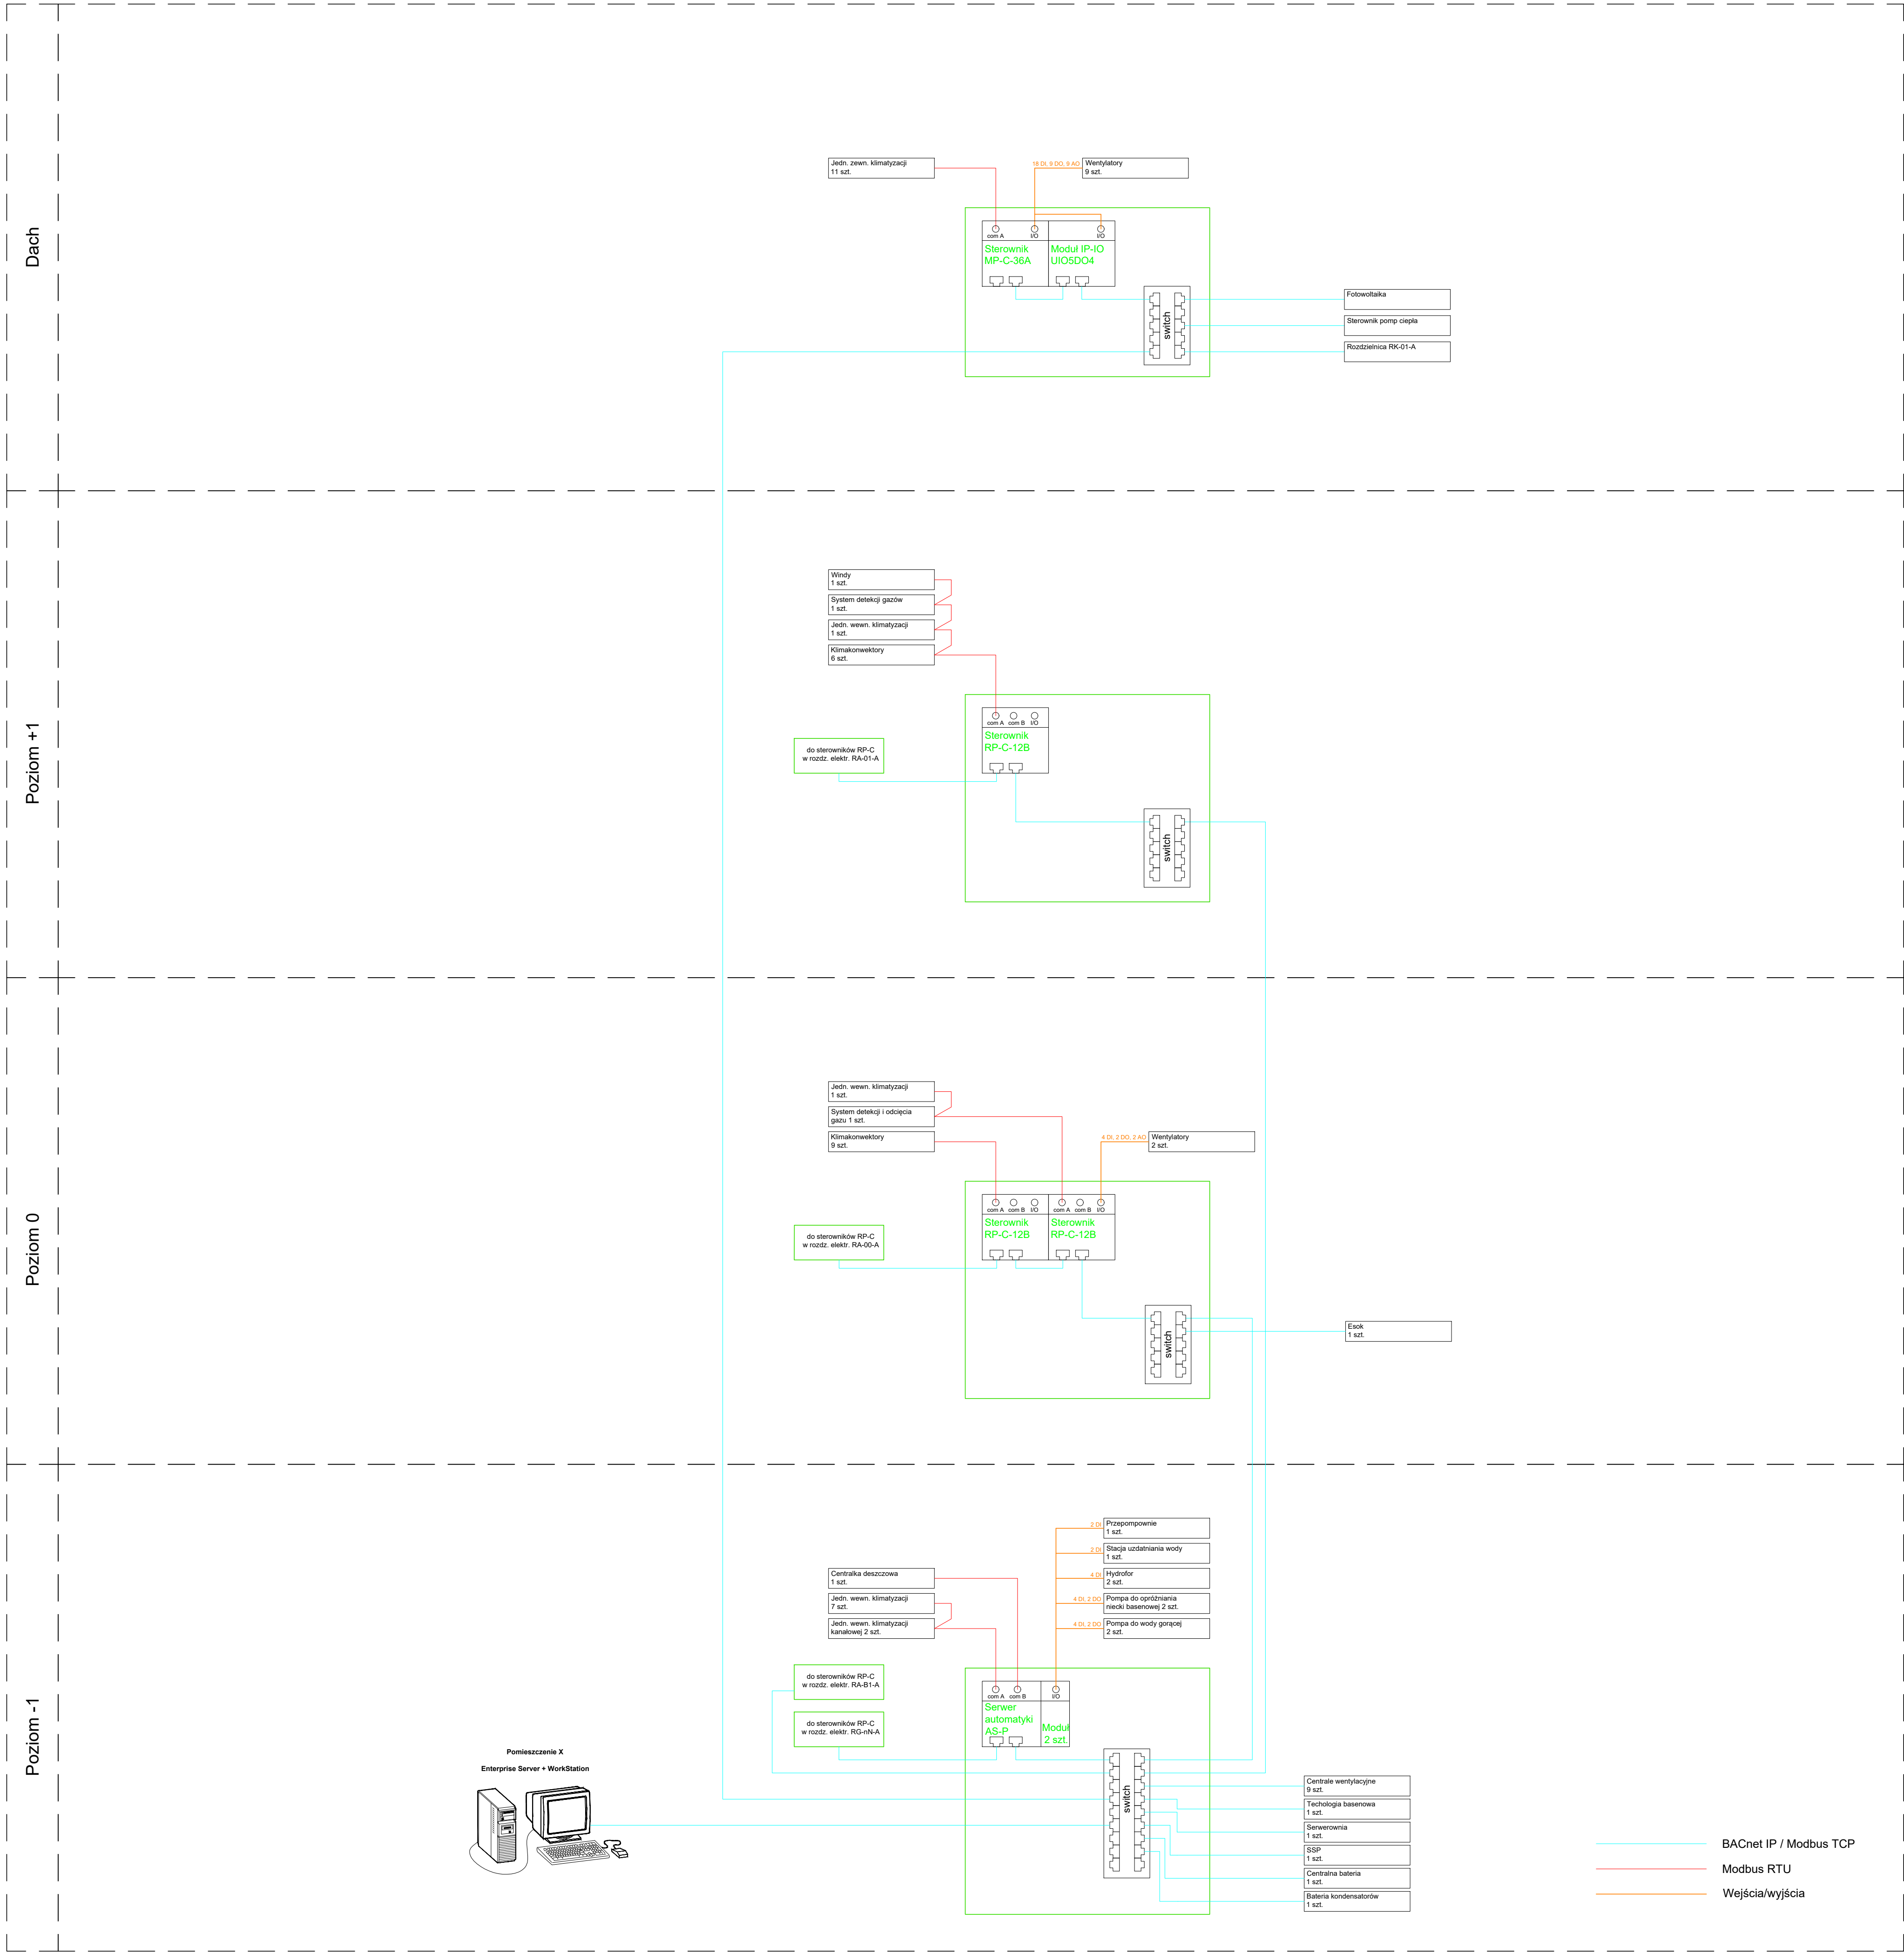 Dach
Jedn. zewn. klimatyzacji
11 szt.
18 DI, 9 DO, 9 AO
Wentylatory
9 szt.
com A
I/O
I/O
Sterownik
MP-C-36A
Moduł IP-IO
UIO5DO4
switch
Fotowoltaika
Sterownik pomp ciepła
Rozdzielnica RK-01-A
Poziom +1
Windy
1 szt.
System detekcji gazów
1 szt.
Jedn. wewn. klimatyzacji
1 szt.
Klimakonwektory
6 szt.
com A
com B
I/O
Sterownik
RP-C-12B
do sterowników RP-C
w rozdz. elektr. RA-01-A
switch
Poziom 0
Jedn. wewn. klimatyzacji
1 szt.
System detekcji i odcięcia
gazu 1 szt.
Klimakonwektory
9 szt.
4 DI, 2 DO, 2 AO
Wentylatory
2 szt.
com A
com B
I/O
com A
com B
I/O
Sterownik
RP-C-12B
Sterownik
RP-C-12B
do sterowników RP-C
w rozdz. elektr. RA-00-A
switch
Esok
1 szt.
Poziom -1
2 DI
Przepompownie
1 szt.
2 DI
Stacja uzdatniania wody
1 szt.
4 DI
Hydrofor
2 szt.
4 DI, 2 DO
Pompa do opróżniania
niecki basenowej 2 szt.
4 DI, 2 DO
Pompa do wody gorącej
2 szt.
Centralka deszczowa
1 szt.
Jedn. wewn. klimatyzacji
7 szt.
Jedn. wewn. klimatyzacji
kanałowej 2 szt.
do sterowników RP-C
w rozdz. elektr. RA-B1-A
do sterowników RP-C
w rozdz. elektr. RG-nN-A
com A
com B
I/O
Serwer
automatyki
AS-P
Moduł
2 szt.
switch
Pomieszczenie X
Enterprise Server + WorkStation
Centrale wentylacyjne
9 szt.
Techologia basenowa
1 szt.
Serwerownia
1 szt.
SSP
1 szt.
Centralna bateria
1 szt.
Bateria kondensatorów
1 szt.
BACnet IP / Modbus TCP
Modbus RTU
Wejścia/wyjścia